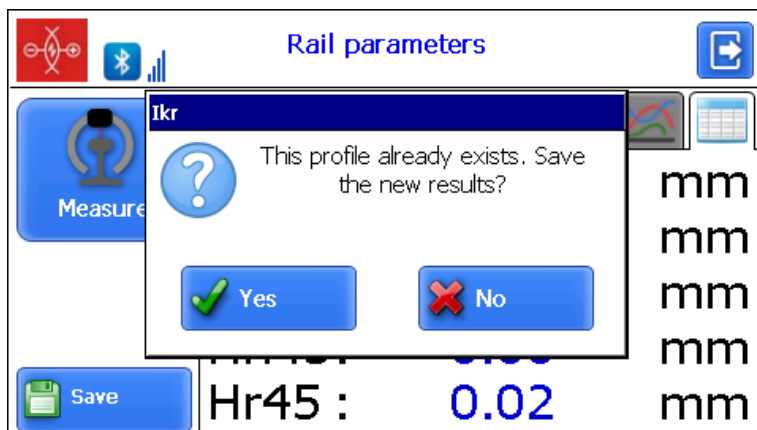 Rail parameters
Ikr
This profile already exists. Save
the new results?
Measure
Yes
No
mm
mm
mm
mm
Save
Hr45 : 0.02 mm